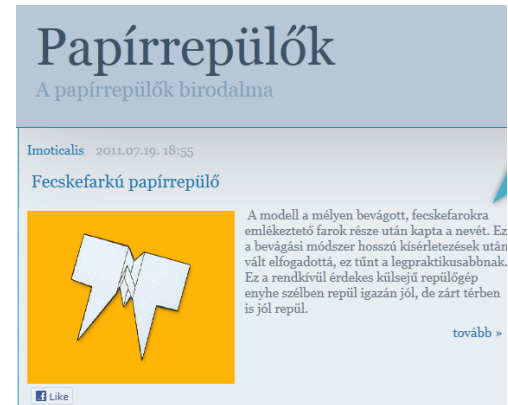 Papírrepülők
A papírrepülők birodalma
Imoticalis 2011.07.19. 18:55
Fecskefarkú papírrepülő
A modell a mélyen bevágott, fecskefarokra
emlékeztető farok része után kapta a nevét. Ez
a bevágási módszer hosszú kísérletezések után
vált elfogadottá, ez tűnt a legpraktikusabbnak.
Ez a rendkívül érdekes külsejű repülőgép
enyhe szélben repül igazán jól, de zárt térben
is jól repül.
tovább »
Like